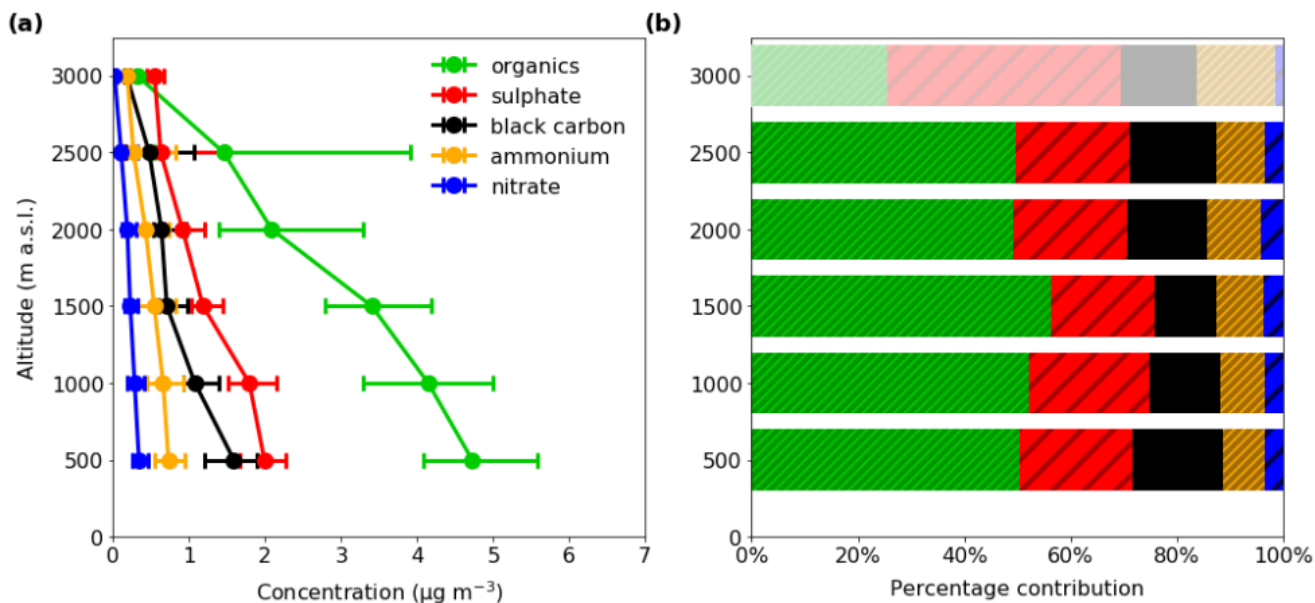 (a)
3000
2500
2000
1500
1000
500
0
Altitude (m a.s.l.)
organics
sulphate
black carbon
ammonium
nitrate
0 1 2 3 4 5 6 7
Concentration (µg m⁻³)
(b)
3000
2500
2000
1500
1000
500
0
0% 20% 40% 60% 80% 100%
Percentage contribution